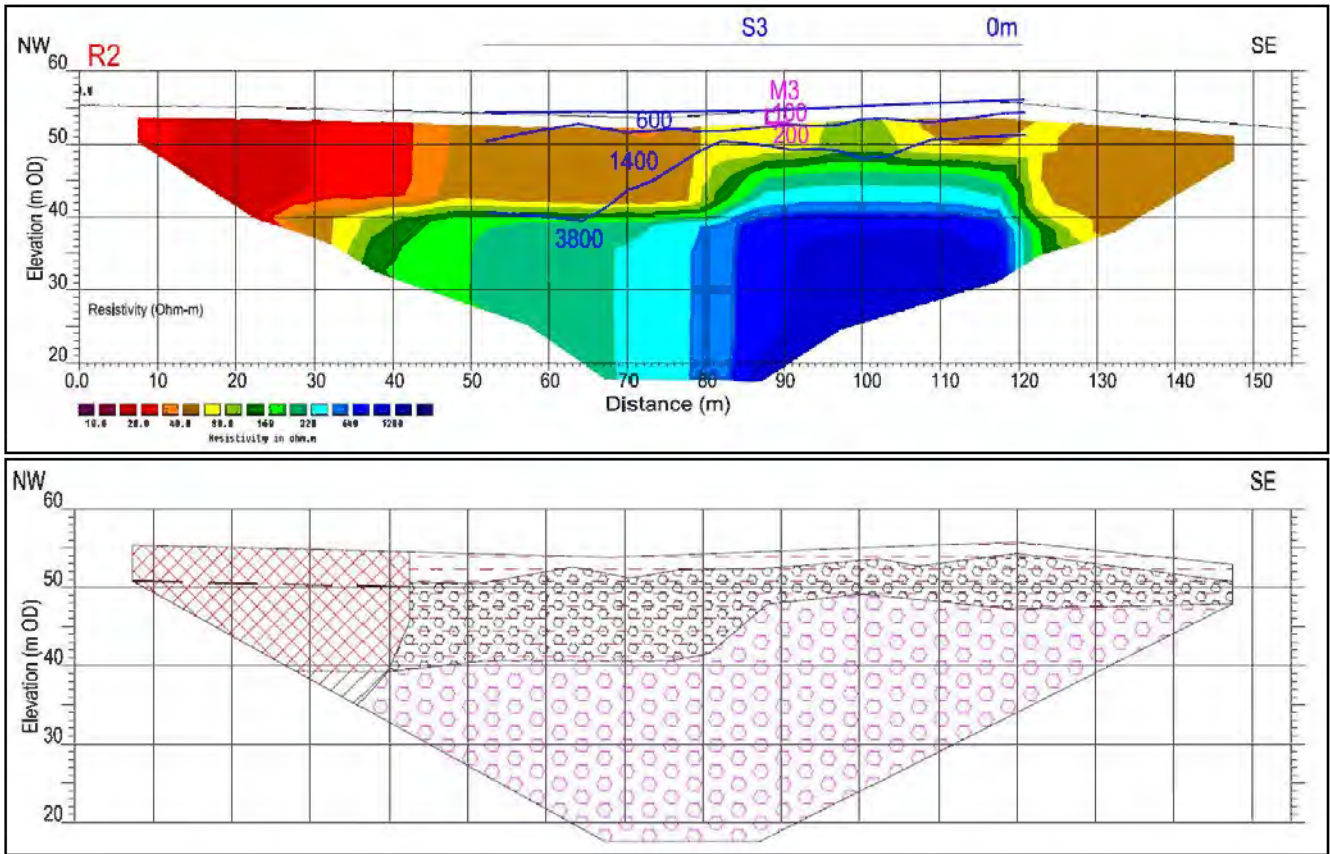 S3 0m
NW R2 SE
60
M3
100
600
50
200
1400
40
3800
Elevation (m OD)
30
Resistivity (Ohm-m)
20
0.0 10 20 30 40 50 60 70 80 90 100 110 120 130 140 150
Distance (m)
10.0 20.0 40.0 80.0 160 320 640 1280
Resistivity in ohm.m
NW SE
60
50
40
Elevation (m OD)
30
20